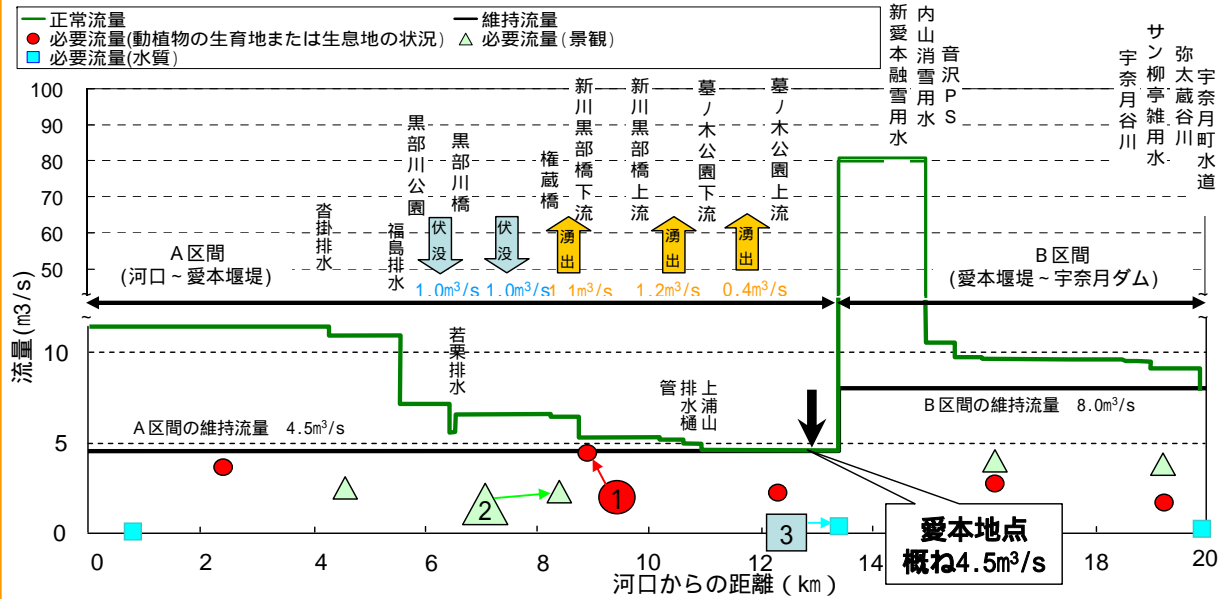 正常流量
維持流量
必要流量(動植物の生育地または生息地の状況)
必要流量(景観)
必要流量(水質)
流量(m3/s)
100
90
80
70
60
50
~
10
5
0
沓掛排水
福島排水
黒部川公園
黒部川橋
若栗排水
権蔵橋
新川黒部橋下流
新川黒部橋上流
墓ノ木公園下流
墓ノ木公園上流
上浦山排水樋管
新愛本融雪用水
内山消雪用水
音沢PS
宇奈月谷川
サン柳亭雑用水
弥太蔵谷川
宇奈月町水道
伏没
伏没
湧出
湧出
湧出
1.0m³/s
1.0m³/s
1.1m³/s
1.2m³/s
0.4m³/s
A区間
(河口~愛本堰堤)
B区間
(愛本堰堤~宇奈月ダム)
A区間の維持流量 4.5m³/s
B区間の維持流量 8.0m³/s
1
2
3
愛本地点
概ね4.5m³/s
0 2 4 6 8 10 12 14 16 18 20
河口からの距離(km)